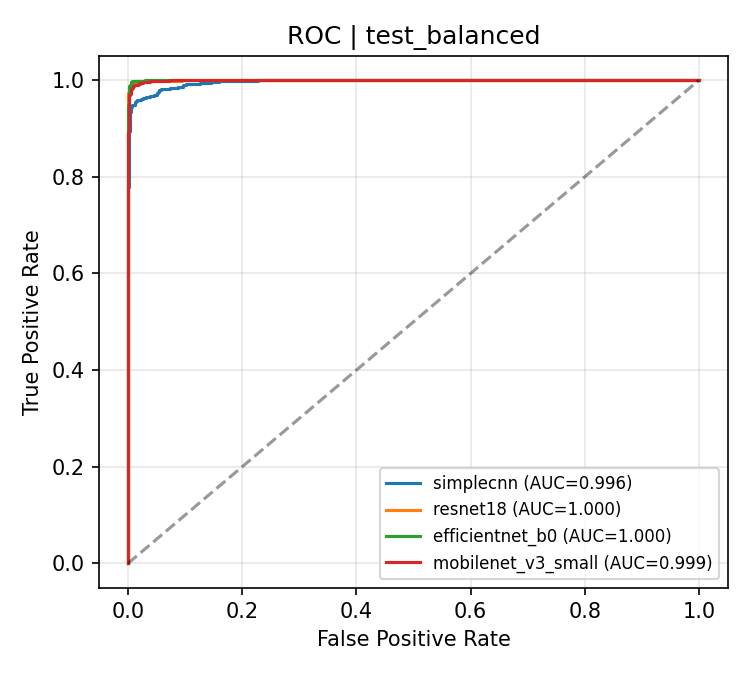 ROC | test_balanced
True Positive Rate
1.0
0.8
0.6
0.4
0.2
0.0
simplecnn (AUC=0.996)
resnet18 (AUC=1.000)
efficientnet_b0 (AUC=1.000)
mobilenet_v3_small (AUC=0.999)
0.0 0.2 0.4 0.6 0.8 1.0
False Positive Rate